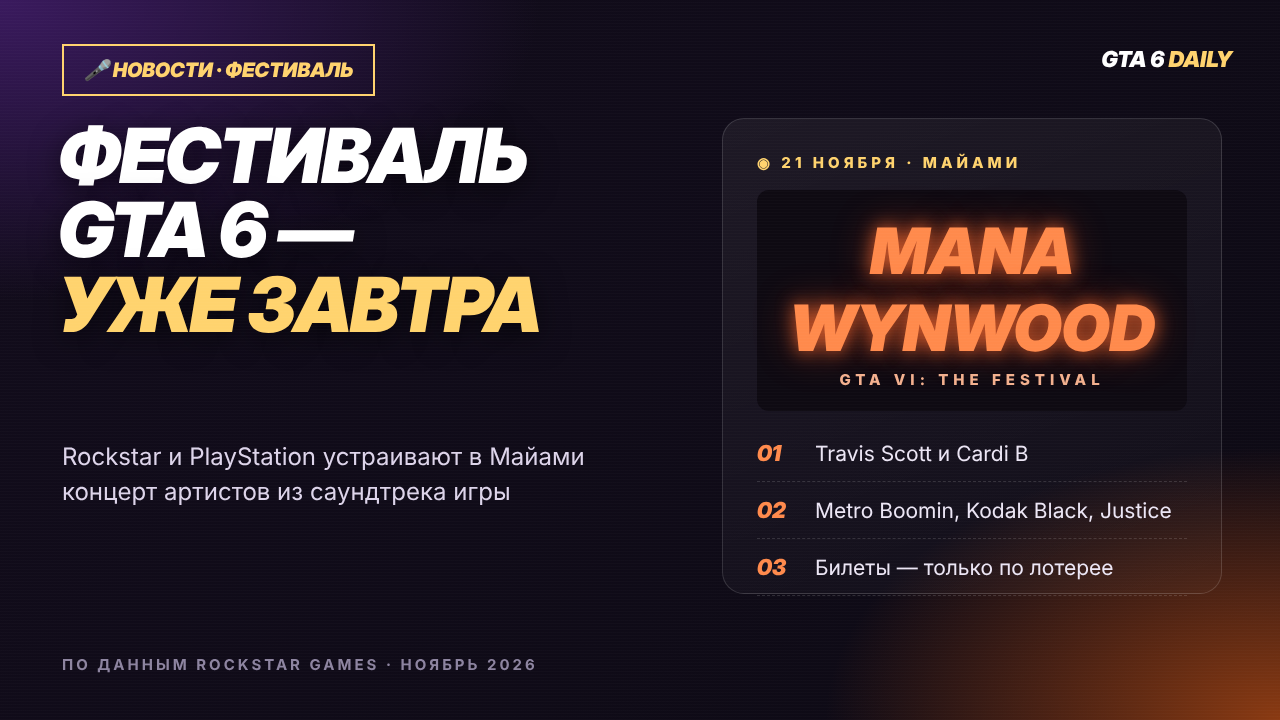 🎤 НОВОСТИ · ФЕСТИВАЛЬ
GTA 6 DAILY
ФЕСТИВАЛЬ
GTA 6 —
УЖЕ ЗАВТРА
Rockstar и PlayStation устраивают в Майами
концерт артистов из саундтрека игры
◉ 21 НОЯБРЯ · МАЙАМИ
MANA
WYNWOOD
GTA VI: THE FESTIVAL
01 Travis Scott и Cardi B
02 Metro Boomin, Kodak Black, Justice
03 Билеты — только по лотерее
ПО ДАННЫМ ROCKSTAR GAMES · НОЯБРЬ 2026